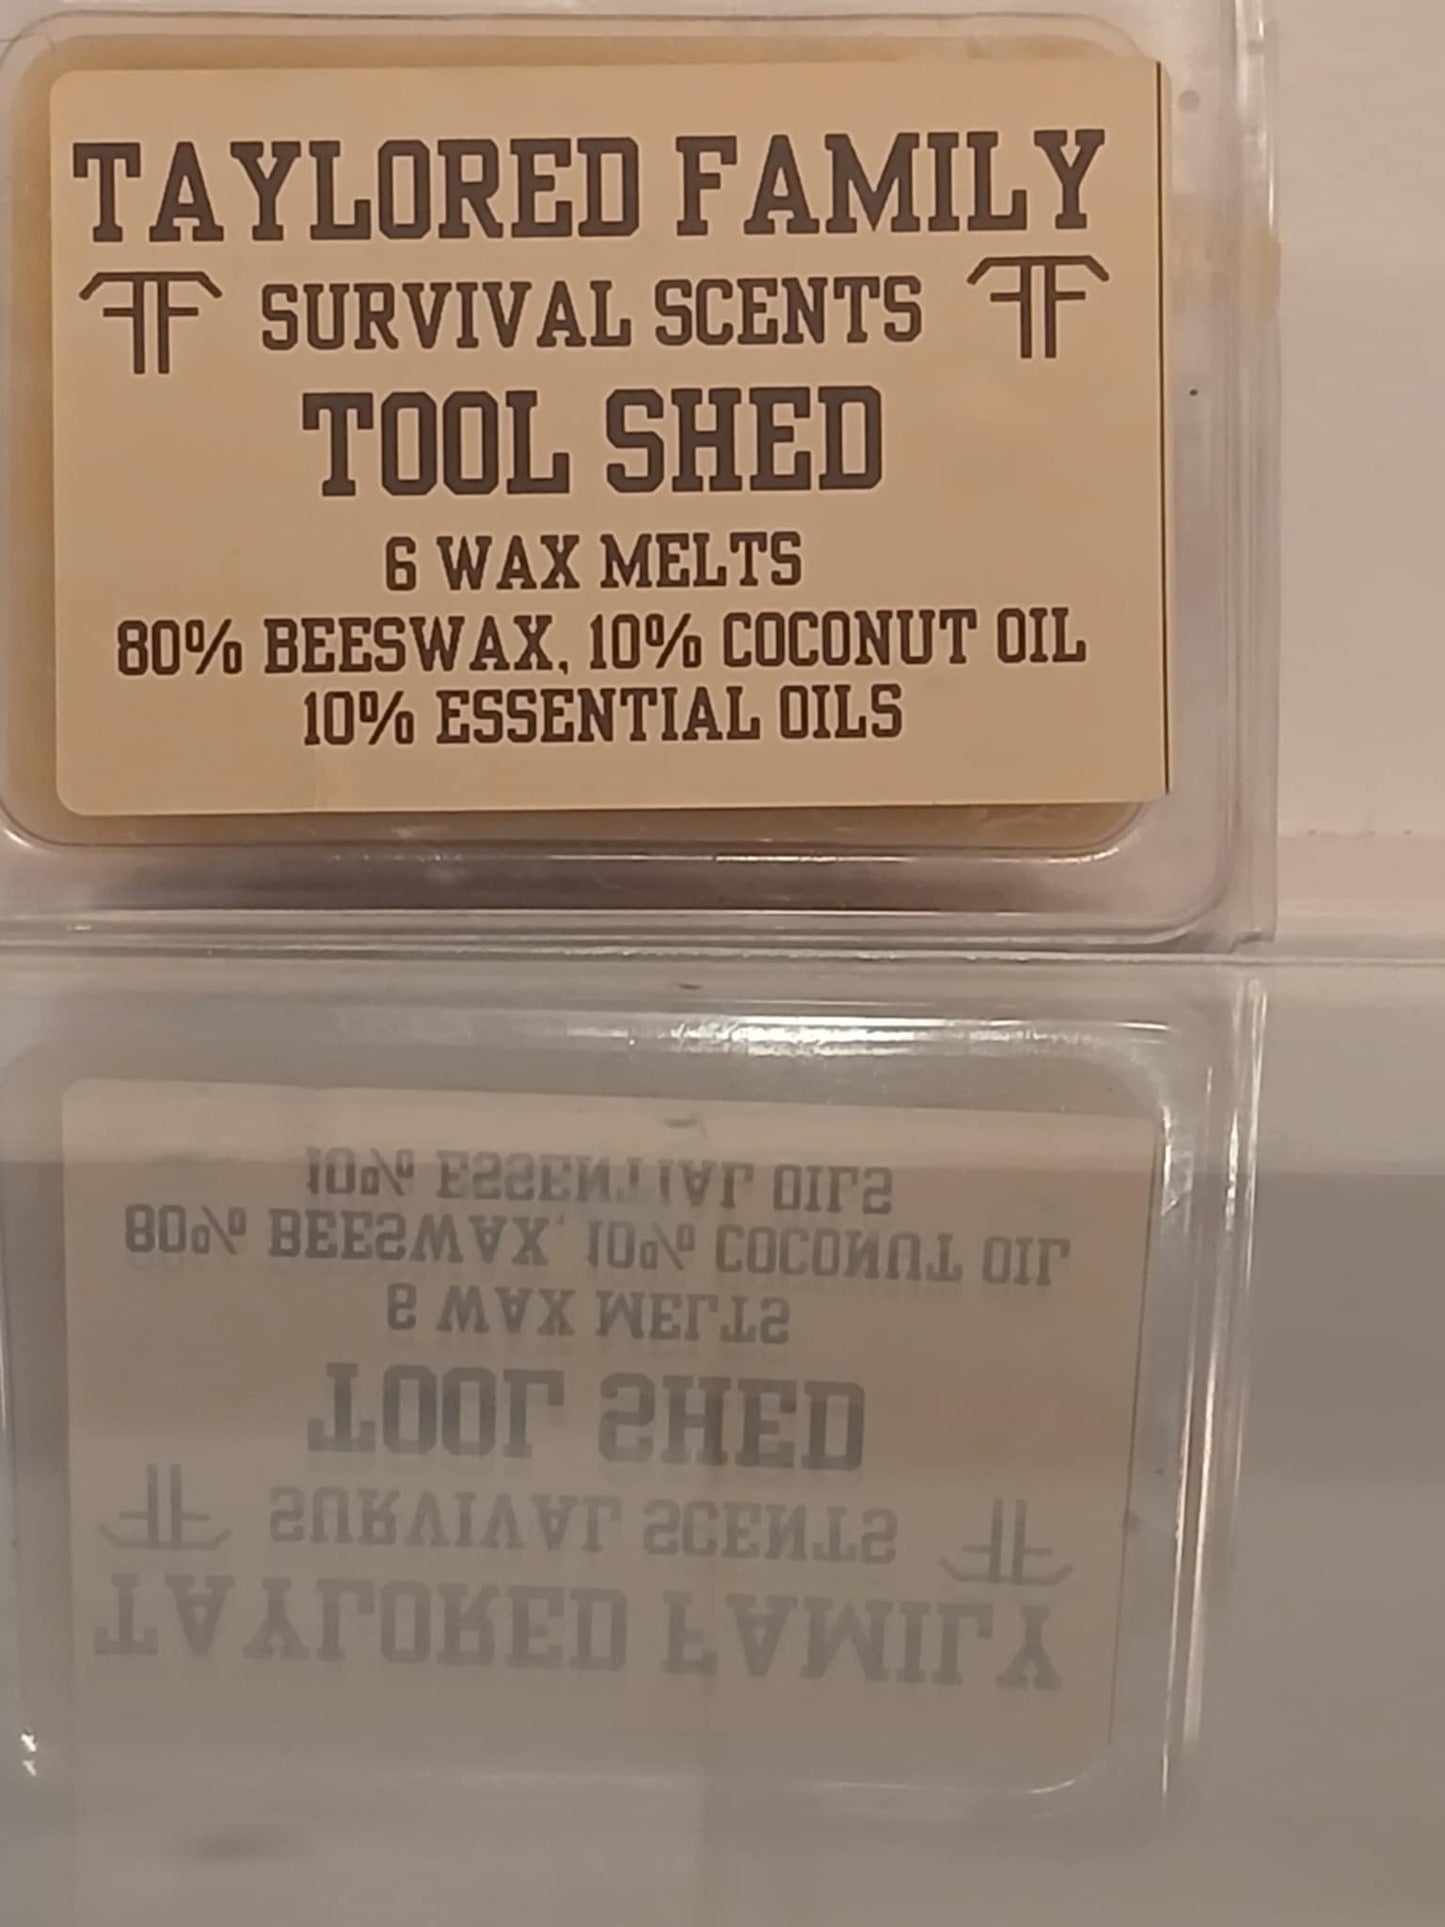 TAYLORED FAMILY
SURVIVAL SCENTS
TOOL SHED
6 WAX MELTS
80% BEESWAX, 10% COCONUT OIL
10% ESSENTIAL OILS